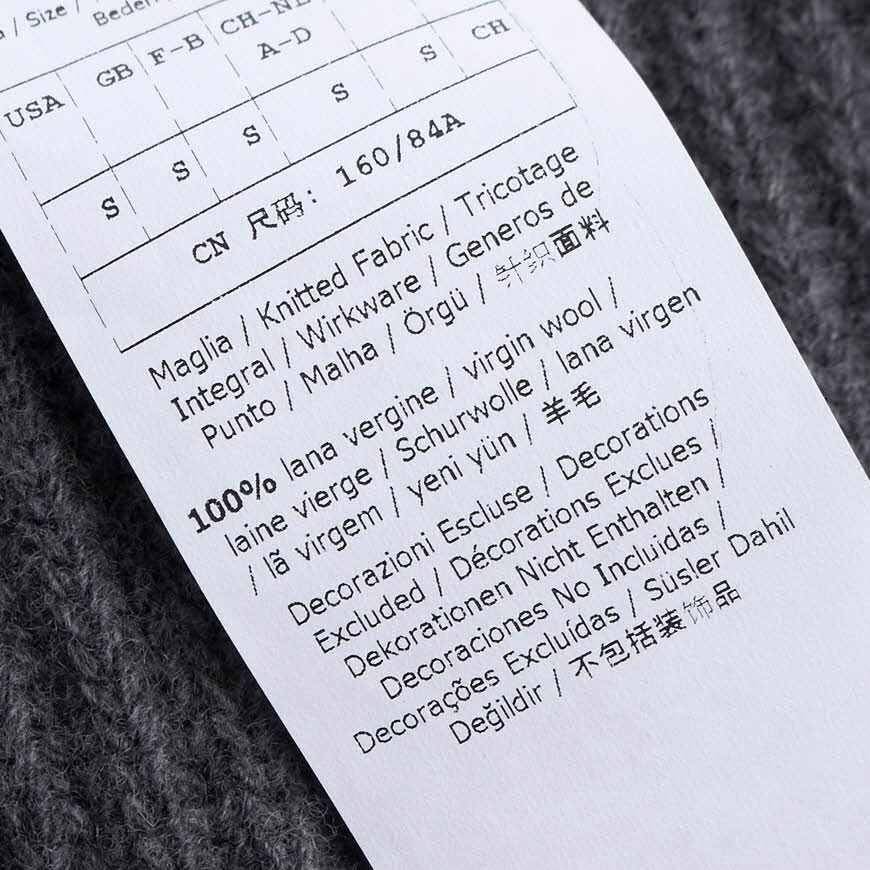 / Size /
Beden
USA GB F-B CH-NL A-D S CH
S S S S S
CN 尺码: 160/84A
Maglia / Knitted Fabric / Tricotage
Integral / Wirkware / Generos de
Punto / Malha / Örgü / 针织面料
100% lana vergine / virgin wool /
laine vierge / Schurwolle / lana virgen
/ lã virgem / yeni yün / 羊毛
Decorazioni Escluse / Decorations
Excluded / Décorations Exclues /
Dekorationen Nicht Enthalten /
Decoraciones No Incluidas /
Decorações Excluídas / Süsler Dahil
Değildir / 不包括装饰品